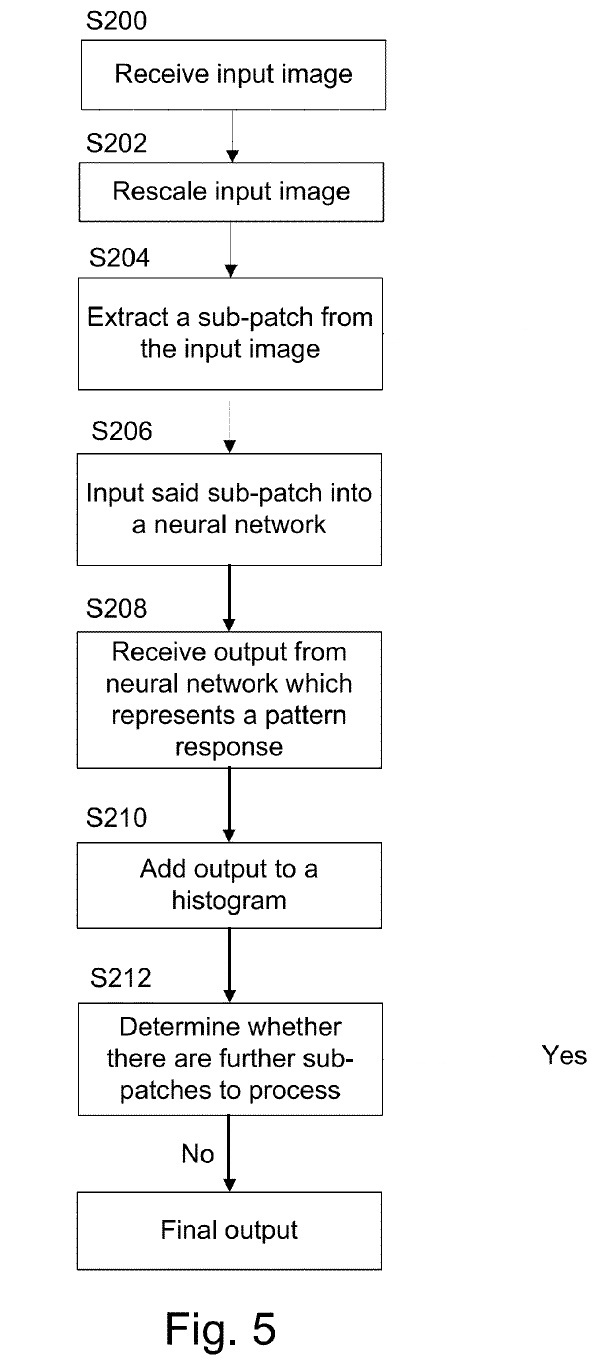 S200
Receive input image
S202
Rescale input image
S204
Extract a sub-patch from
the input image
S206
Input said sub-patch into
a neural network
S208
Receive output from
neural network which
represents a pattern
response
S210
Add output to a
histogram
S212
Determine whether
there are further sub-
patches to process
Yes
No
Final output
Fig. 5